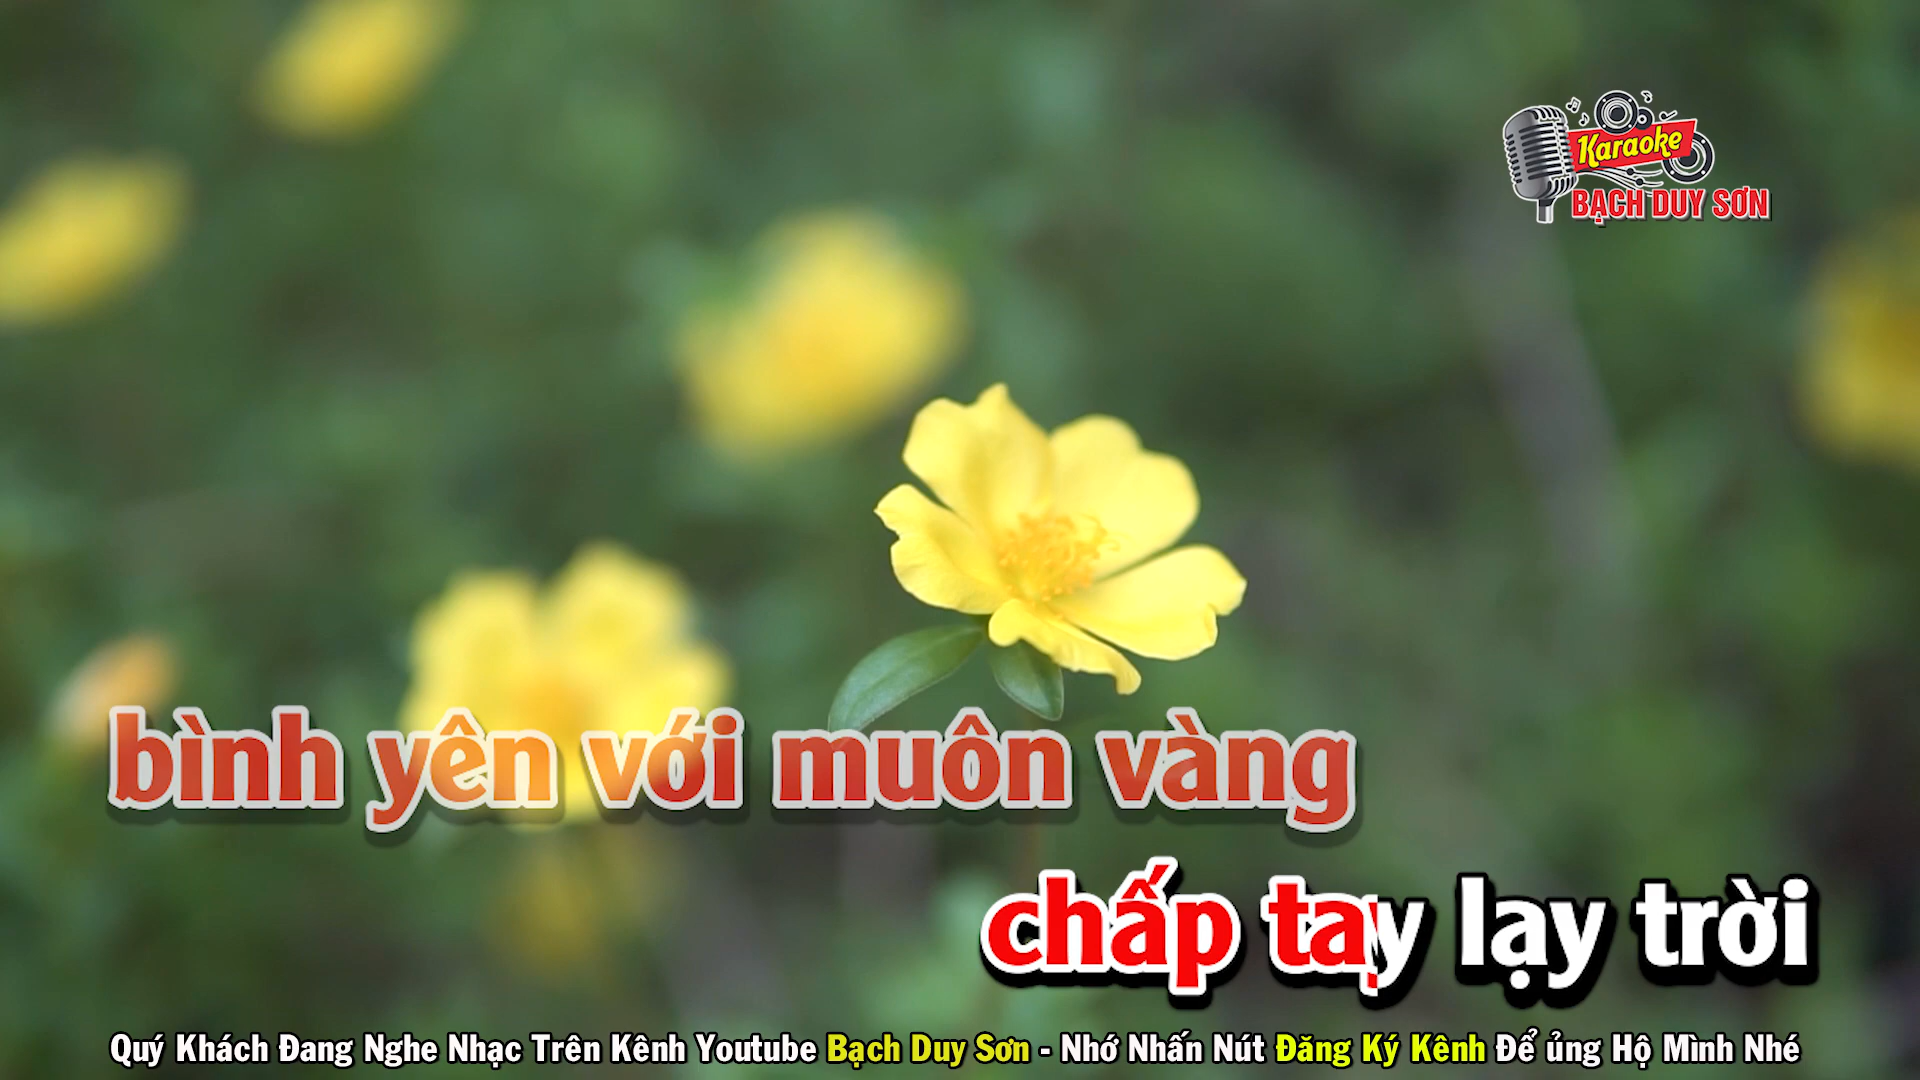 Karaoke
BẠCH DUY SƠN
bình yên với muôn vàng
chấp tay lạy trời
Quý Khách Đang Nghe Nhạc Trên Kênh Youtube Bạch Duy Sơn - Nhớ Nhấn Nút Đăng Ký Kênh Để ủng Hộ Mình Nhé